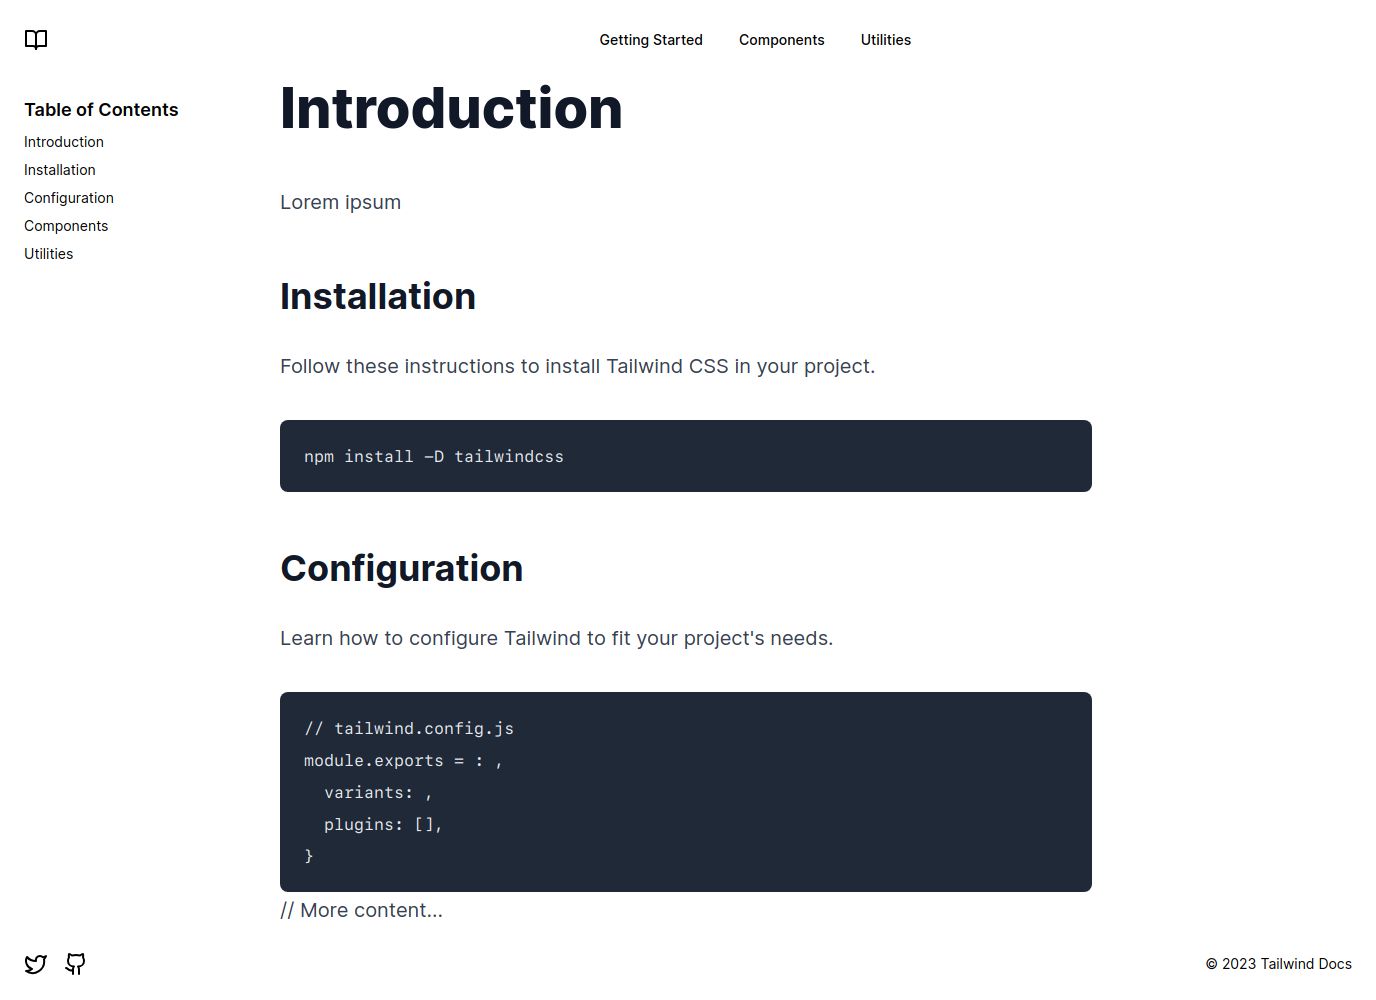 Getting Started Components Utilities
Table of Contents
Introduction
Installation
Configuration
Components
Utilities
Introduction
Lorem ipsum
Installation
Follow these instructions to install Tailwind CSS in your project.
npm install -D tailwindcss
Configuration
Learn how to configure Tailwind to fit your project's needs.
// tailwind.config.js
module.exports = : ,
  variants: ,
  plugins: [],
}
// More content...
© 2023 Tailwind Docs